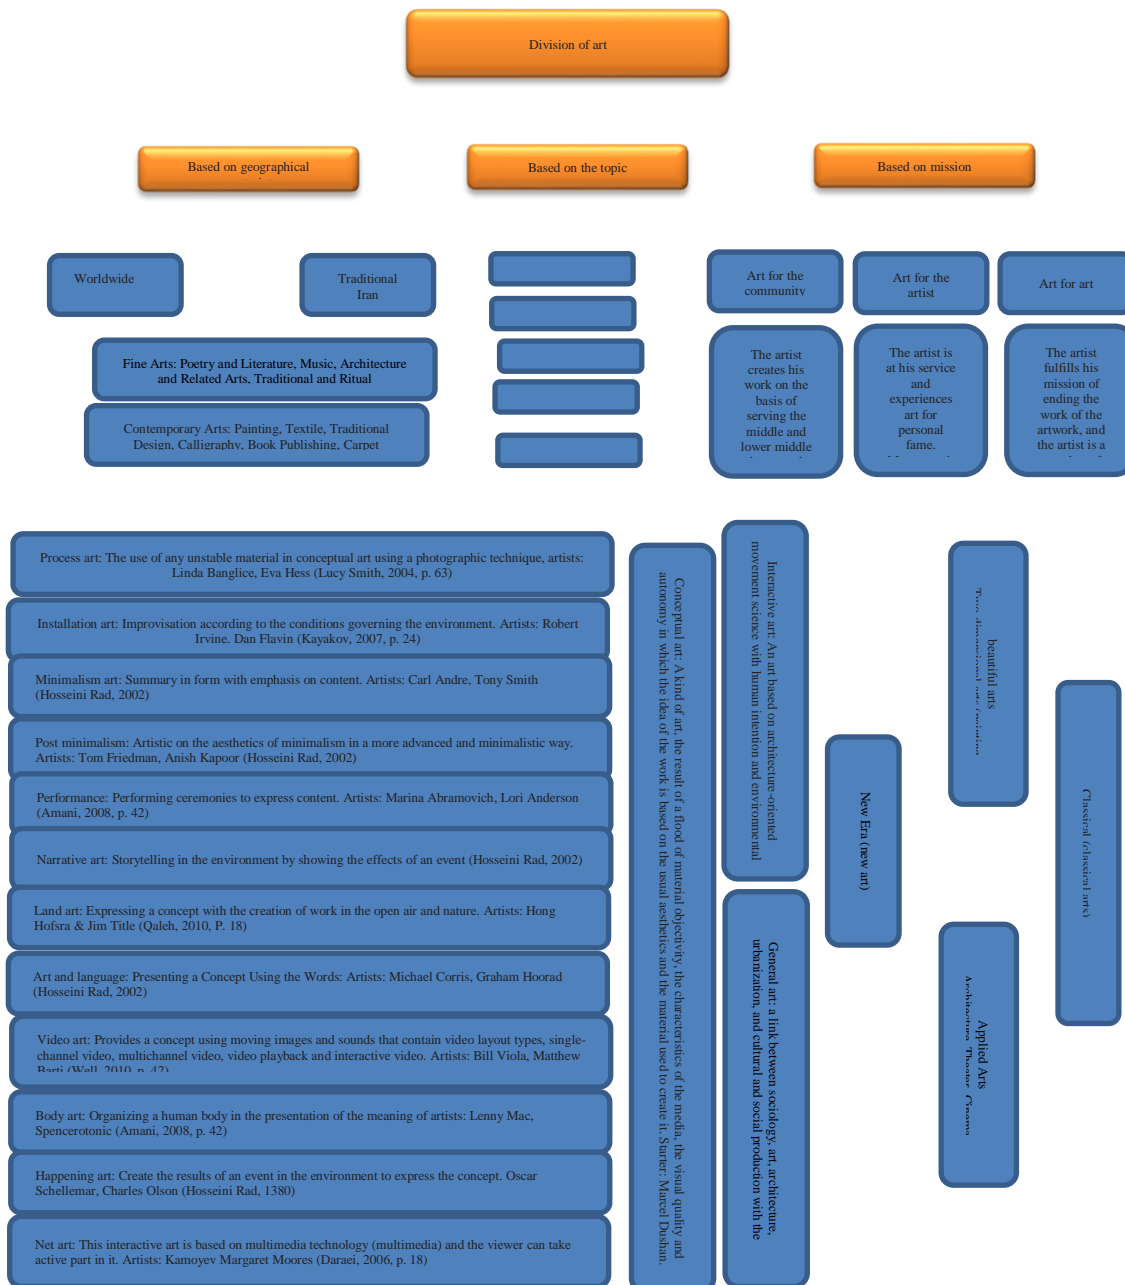 Division of art
Based on geographical
Based on the topic
Based on mission
Worldwide
Traditional
Iran
Art for the
community
Art for the
artist
Art for art
Fine Arts: Poetry and Literature, Music, Architecture
and Related Arts, Traditional and Ritual
Contemporary Arts: Painting, Textile, Traditional
Design, Calligraphy, Book Publishing, Carpet
The artist
creates his
work on the
basis of
serving the
middle and
lower middle
The artist is
at his service
and
experiences
art for
personal
fame.
The artist
fulfills his
mission of
ending the
work of the
artwork, and
the artist is a
Process art: The use of any unstable material in conceptual art using a photographic technique, artists:
Linda Banglice, Eva Hess (Lucy Smith, 2004, p. 63)
Installation art: Improvisation according to the conditions governing the environment. Artists: Robert
Irvine. Dan Flavin (Kayakov, 2007, p. 24)
Minimalism art: Summary in form with emphasis on content. Artists: Carl Andre, Tony Smith
(Hosseini Rad, 2002)
Post minimalism: Artistic on the aesthetics of minimalism in a more advanced and minimalistic way.
Artists: Tom Friedman, Anish Kapoor (Hosseini Rad, 2002)
Performance: Performing ceremonies to express content. Artists: Marina Abramovich, Lori Anderson
(Amani, 2008, p. 42)
Narrative art: Storytelling in the environment by showing the effects of an event (Hosseini Rad, 2002)
Land art: Expressing a concept with the creation of work in the open air and nature. Artists: Hong
Hofsra & Jim Title (Qaleh, 2010, P. 18)
Art and language: Presenting a Concept Using the Words: Artists: Michael Corris, Graham Hoorad
(Hosseini Rad, 2002)
Video art: Provides a concept using moving images and sounds that contain video layout types, single-
channel video, multichannel video, video playback and interactive video. Artists: Bill Viola, Matthew
Barti (Well, 2010, p. 42)
Body art: Organizing a human body in the presentation of the meaning of artists: Lenny Mac,
Spencerotonic (Amani, 2008, p. 42)
Happening art: Create the results of an event in the environment to express the concept. Oscar
Schellemar, Charles Olson (Hosseini Rad, 1380)
Net art: This interactive art is based on multimedia technology (multimedia) and the viewer can take
active part in it. Artists: Kamoyev Margaret Moores (Daraei, 2006, p. 18)
Conceptual art: A kind of art, the result of a flood of material objectivity, the characteristics of the media, the visual quality and
autonomy in which the idea of the work is based on the usual aesthetics and the material used to create it. Starter: Marcel Dushan.
Interactive art: An art based on architecture-oriented
movement science with human intention and environmental
General art: a link between sociology, art, architecture,
urbanization, and cultural and social production with the
New Era (new art)
beautiful arts
Two-dimensional arts (painting
Applied Arts
Architecture, Theater, Cinema
Classical (classical arts)